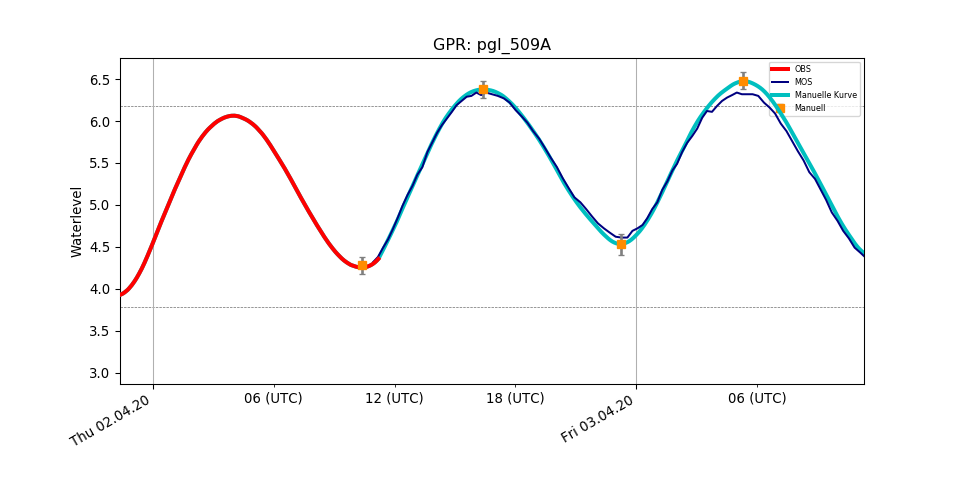 GPR: pgl_509A
OBS
MOS
Manuelle Kurve
Manuell
Waterlevel
6.5
6.0
5.5
5.0
4.5
4.0
3.5
3.0
Thu 02.04.20
06 (UTC)
12 (UTC)
18 (UTC)
Fri 03.04.20
06 (UTC)